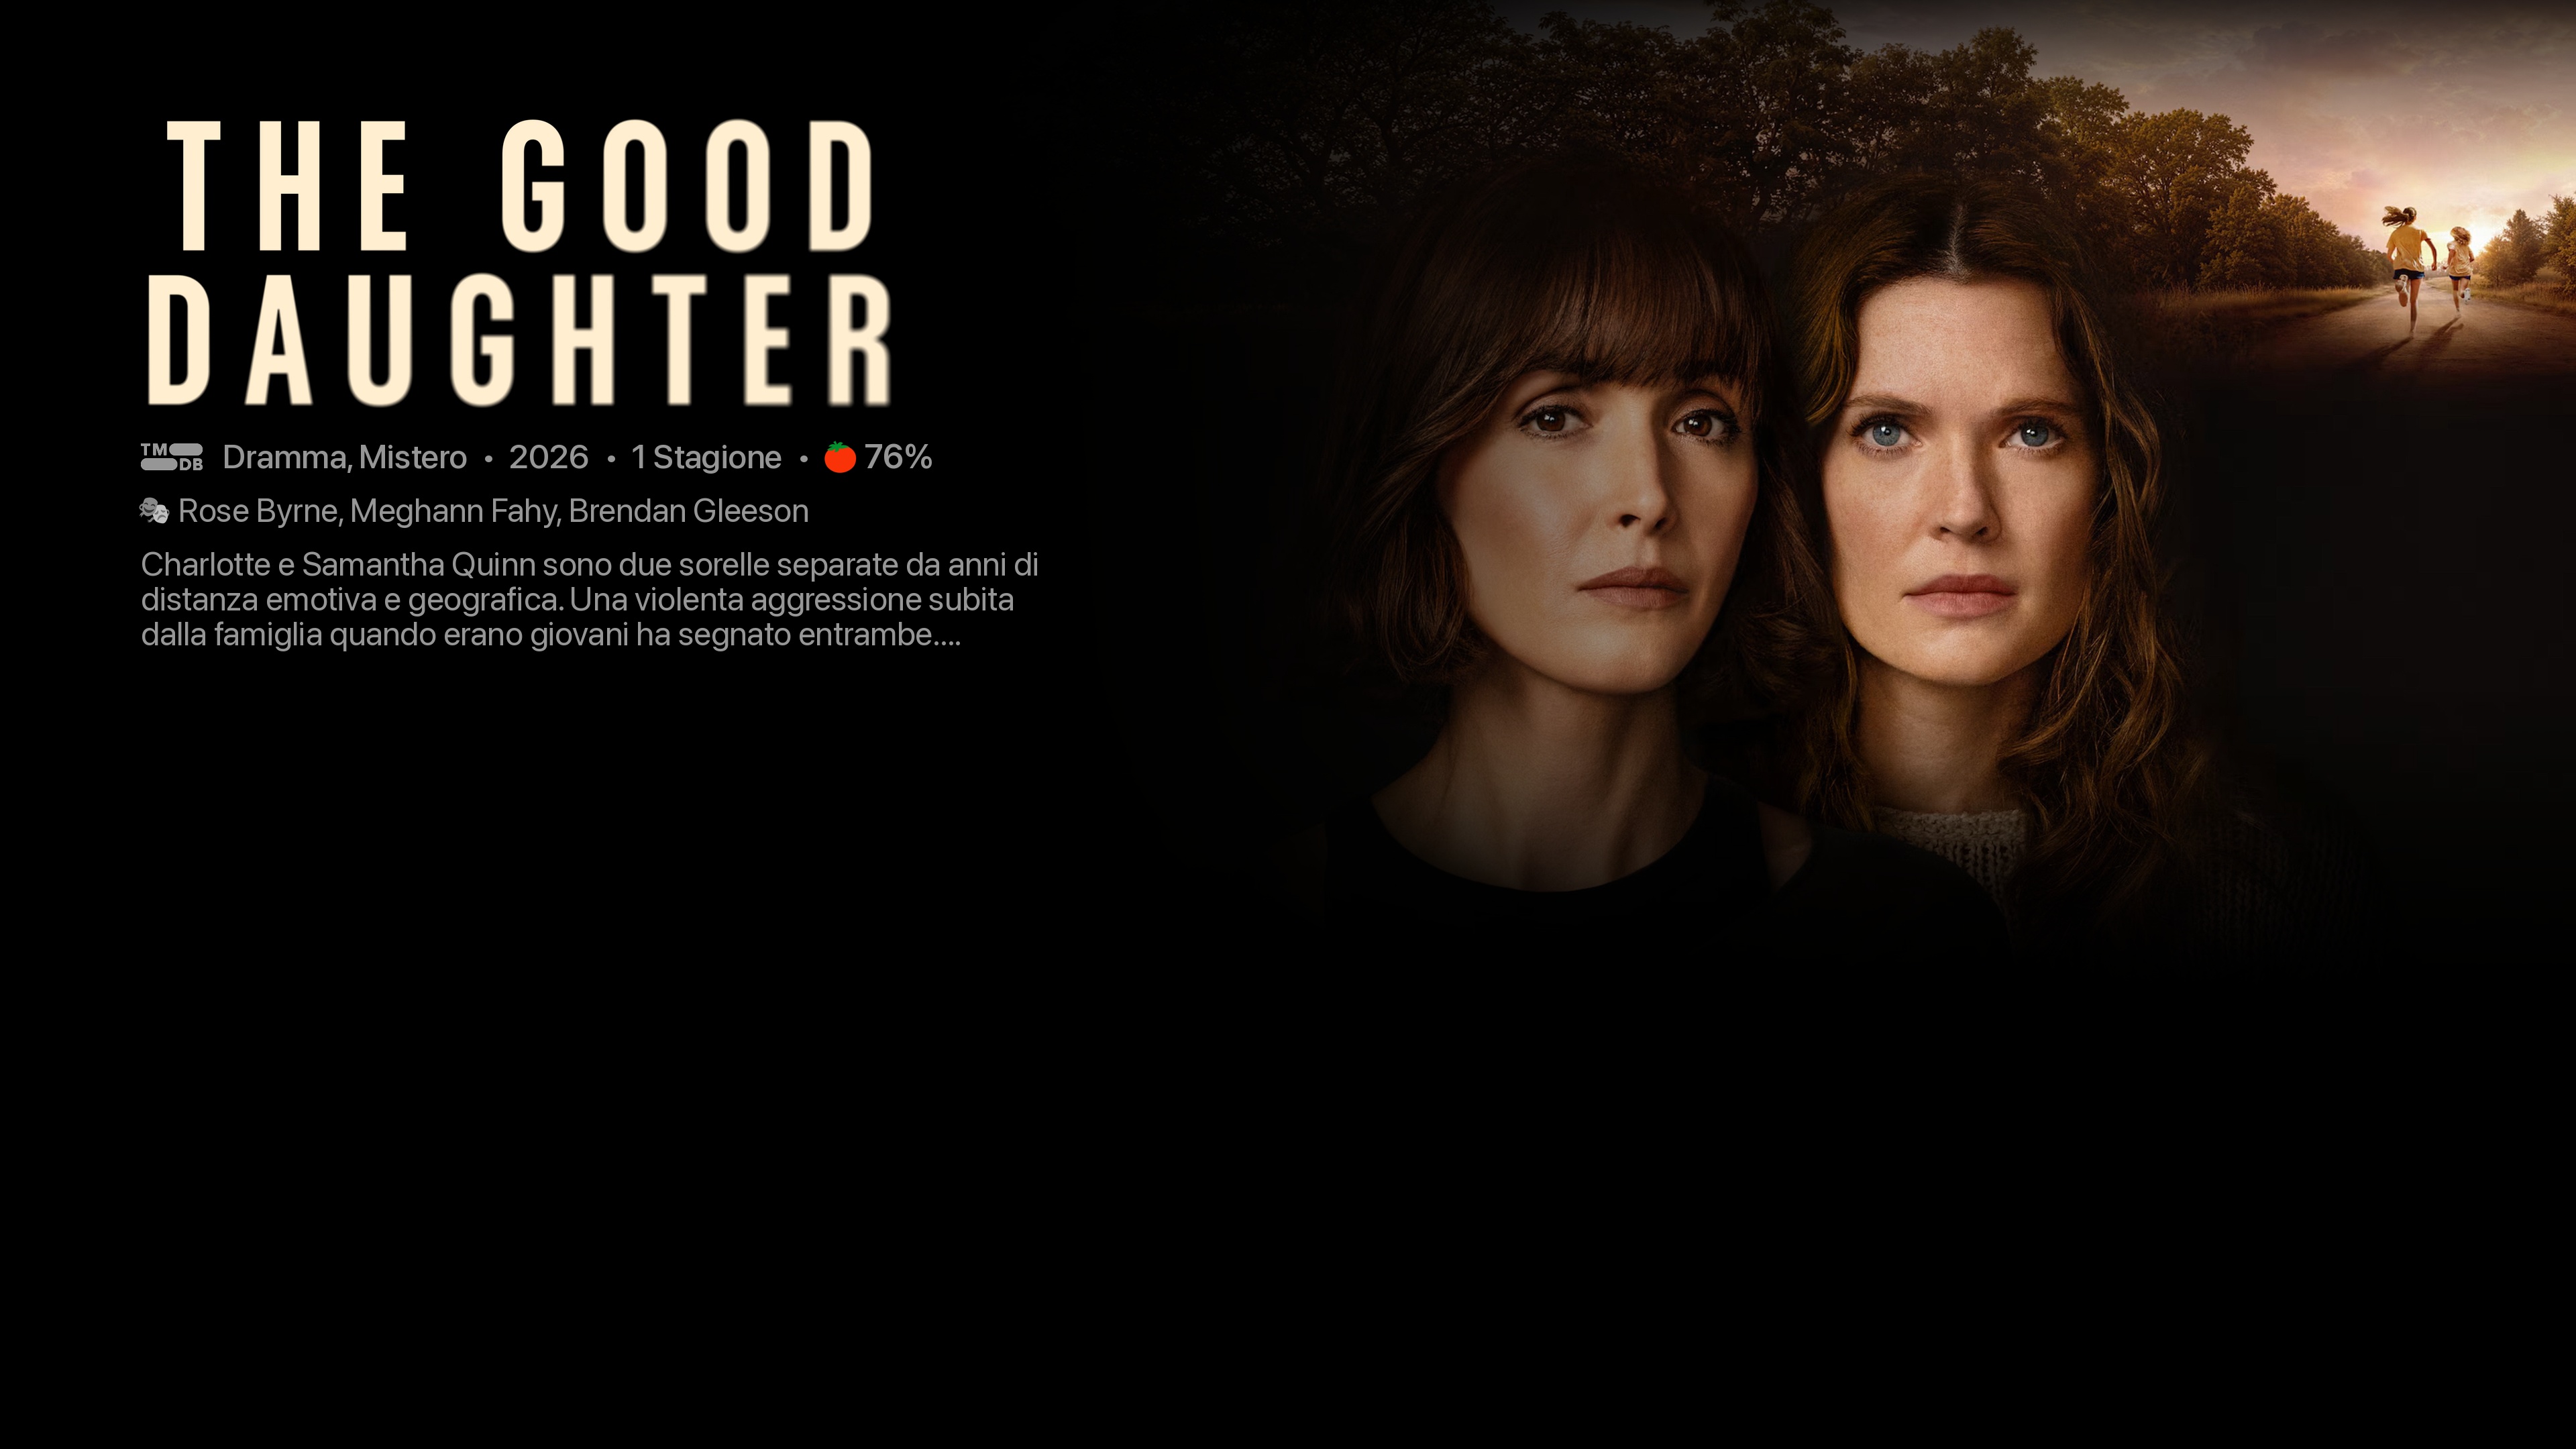 THE GOOD
DAUGHTER
TMDB Dramma, Mistero • 2026 • 1 Stagione • 76%
Rose Byrne, Meghann Fahy, Brendan Gleeson
Charlotte e Samantha Quinn sono due sorelle separate da anni di
distanza emotiva e geografica. Una violenta aggressione subita
dalla famiglia quando erano giovani ha segnato entrambe....